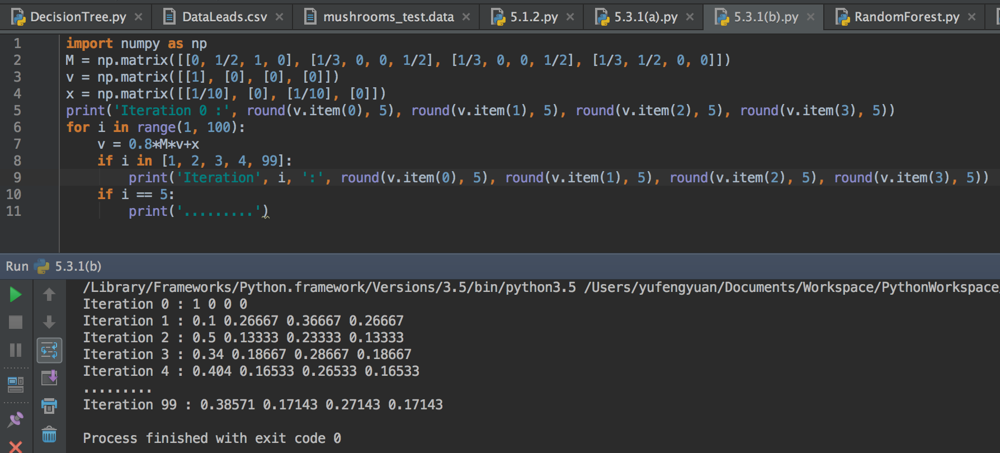 DecisionTree.py DataLeads.csv mushrooms_test.data 5.1.2.py 5.3.1(a).py 5.3.1(b).py RandomForest.py
1 import numpy as np
2 M = np.matrix([[0, 1/2, 1, 0], [1/3, 0, 0, 1/2], [1/3, 0, 0, 1/2], [1/3, 1/2, 0, 0]])
3 v = np.matrix([[1], [0], [0], [0]])
4 x = np.matrix([[1/10], [0], [1/10], [0]])
5 print('Iteration 0 :', round(v.item(0), 5), round(v.item(1), 5), round(v.item(2), 5), round(v.item(3), 5))
6 for i in range(1, 100):
7 v = 0.8*M*v+x
8 if i in [1, 2, 3, 4, 99]:
9 print('Iteration', i, ':', round(v.item(0), 5), round(v.item(1), 5), round(v.item(2), 5), round(v.item(3), 5))
10 if i == 5:
11 print('.........')
Run 5.3.1(b)
/Library/Frameworks/Python.framework/Versions/3.5/bin/python3.5 /Users/yufengyuan/Documents/Workspace/PythonWorkspace/
Iteration 0 : 1 0 0 0
Iteration 1 : 0.1 0.26667 0.36667 0.26667
Iteration 2 : 0.5 0.13333 0.23333 0.13333
Iteration 3 : 0.34 0.18667 0.28667 0.18667
Iteration 4 : 0.404 0.16533 0.26533 0.16533
.........
Iteration 99 : 0.38571 0.17143 0.27143 0.17143
Process finished with exit code 0